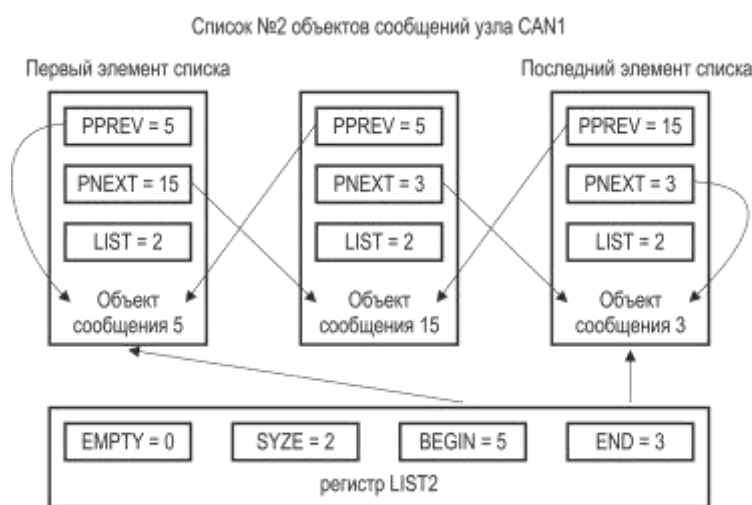 Список №2 объектов сообщений узла CAN1
Первый элемент списка
Последний элемент списка
PPREV = 5
PNEXT = 15
LIST = 2
Объект
сообщения 5
PPREV = 5
PNEXT = 3
LIST = 2
Объект
сообщения 15
PPREV = 15
PNEXT = 3
LIST = 2
Объект
сообщения 3
EMPTY = 0
SYZE = 2
BEGIN = 5
END = 3
регистр LIST2